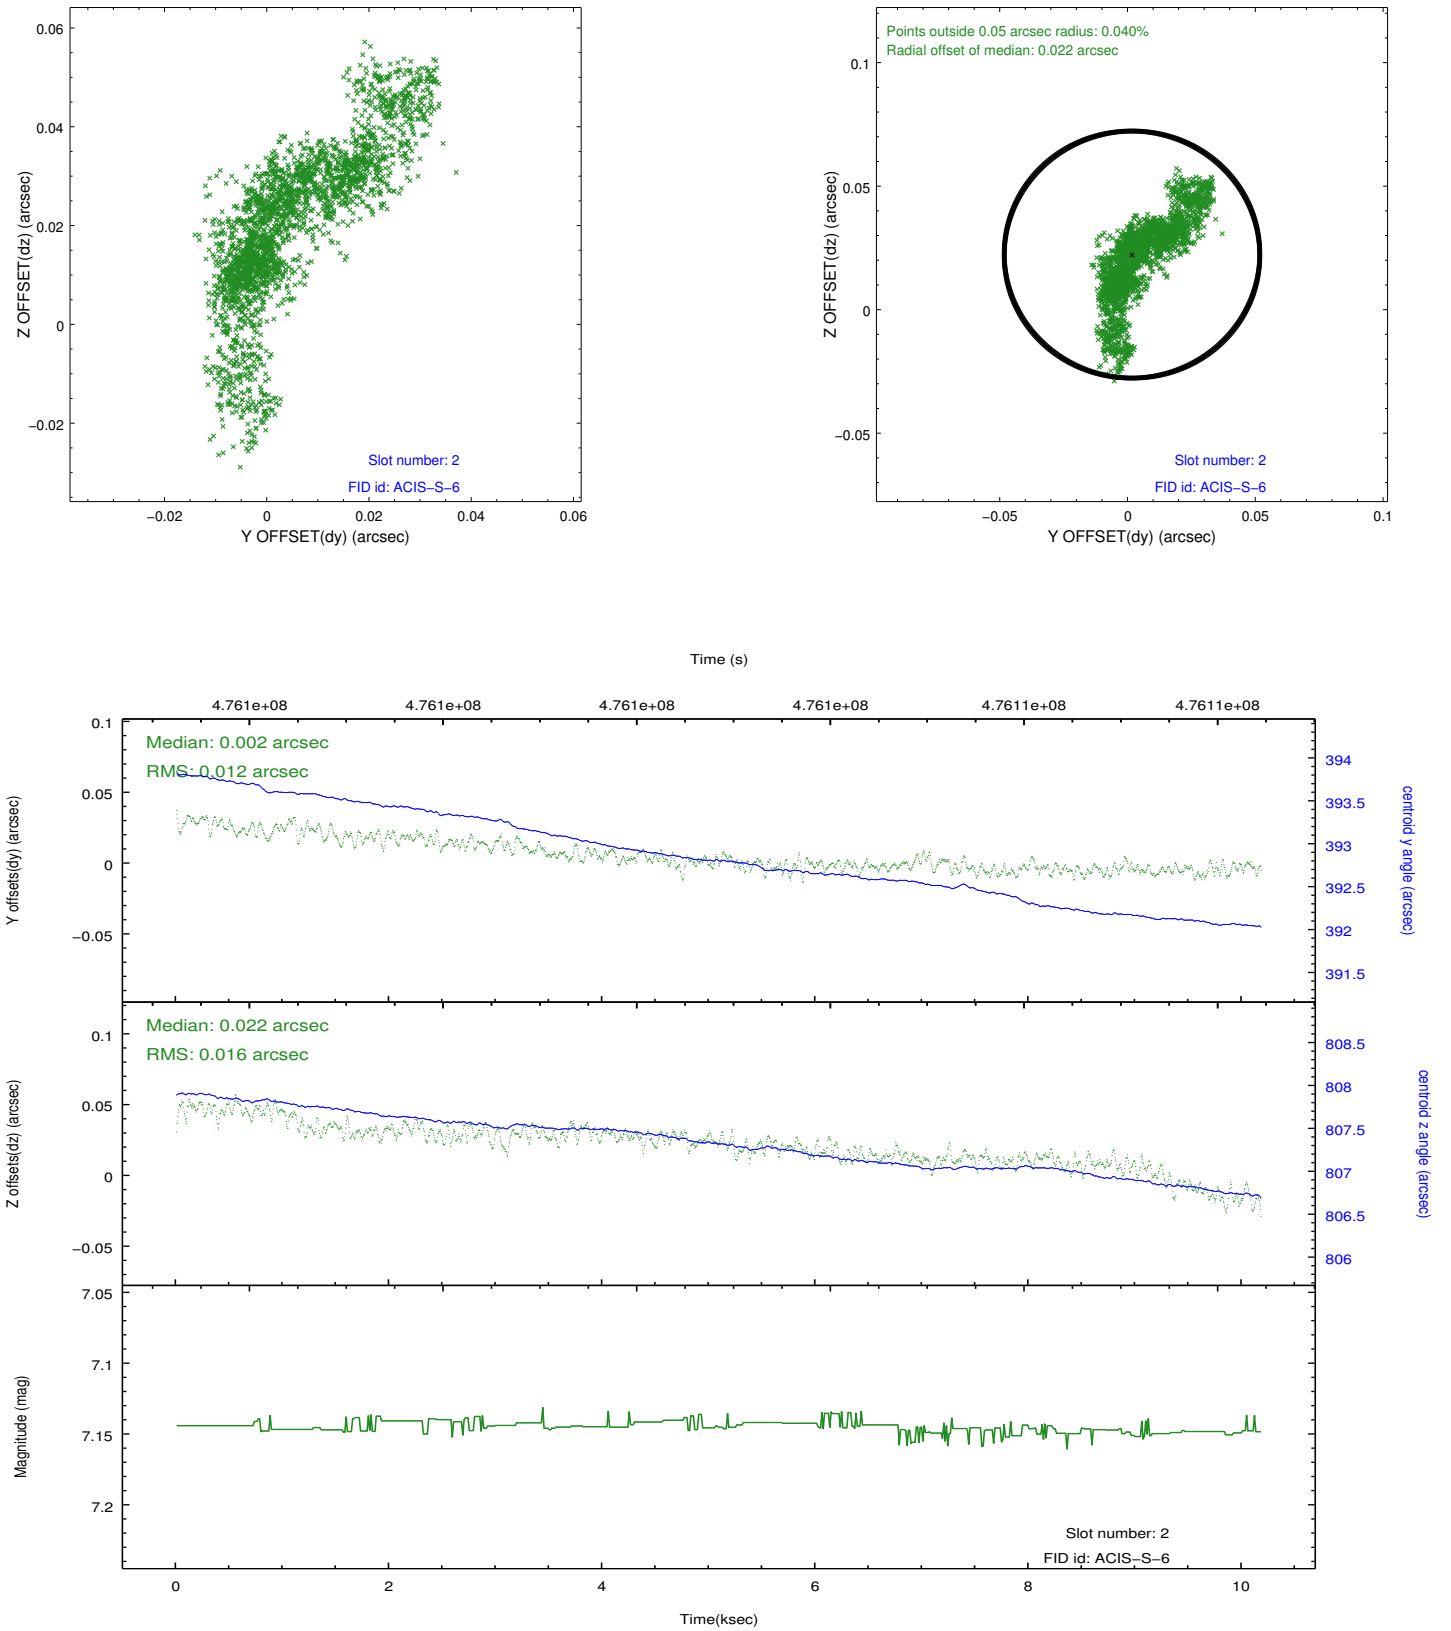 0.06
0.04
0.02
0
−0.02
Z OFFSET(dz) (arcsec)
Slot number: 2
FID id: ACIS−S−6
−0.02 0 0.02 0.04 0.06
Y OFFSET(dy) (arcsec)
Points outside 0.05 arcsec radius: 0.040%
Radial offset of median: 0.022 arcsec
0.1
0.05
0
−0.05
Z OFFSET(dz) (arcsec)
Slot number: 2
FID id: ACIS−S−6
−0.05 0 0.05 0.1
Y OFFSET(dy) (arcsec)
Time (s)
4.761e+08 4.761e+08 4.761e+08 4.761e+08 4.7611e+08 4.7611e+08
Median: 0.002 arcsec
RMS: 0.012 arcsec
0.1
0.05
0
−0.05
Y offsets(dy) (arcsec)
394
393.5
393
392.5
392
391.5
centroid y angle (arcsec)
Median: 0.022 arcsec
RMS: 0.016 arcsec
0.1
0.05
0
−0.05
Z offsets(dz) (arcsec)
808.5
808
807.5
807
806.5
806
centroid z angle (arcsec)
7.05
7.1
7.15
7.2
Magnitude (mag)
Slot number: 2
FID id: ACIS−S−6
0 2 4 6 8 10
Time(ksec)